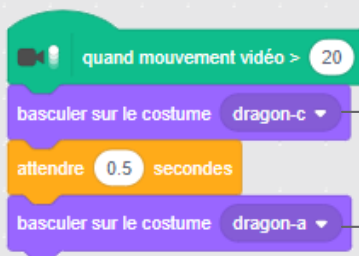 quand mouvement vidéo > 20
basculer sur le costume dragon-c
attendre 0.5 secondes
basculer sur le costume dragon-a